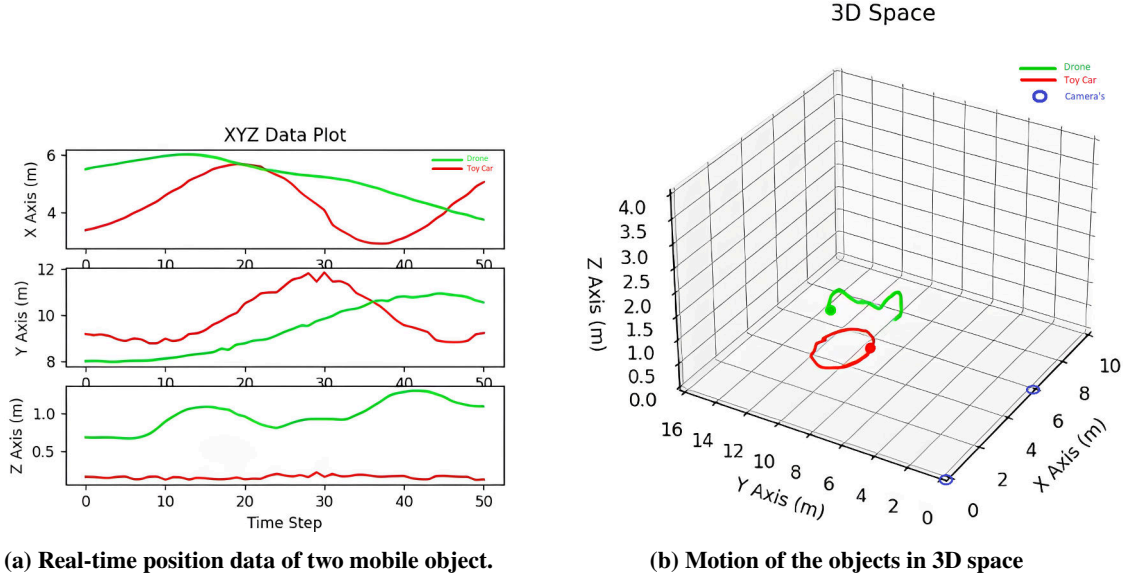 3D Space
Drone
Toy Car
Camera's
XYZ Data Plot
Drone
Toy Car
6
4
X Axis (m)
0 10 20 30 40 50
12
10
8
Y Axis (m)
0 10 20 30 40 50
1.0
0.5
Z Axis (m)
0 10 20 30 40 50
Time Step
4.0
3.5
3.0
2.5
2.0
1.5
1.0
0.5
0.0
Z Axis (m)
16 14 12 10 8 6 4 2 0
Y Axis (m)
0 2 4 6 8 10
X Axis (m)
(a) Real-time position data of two mobile object.
(b) Motion of the objects in 3D space